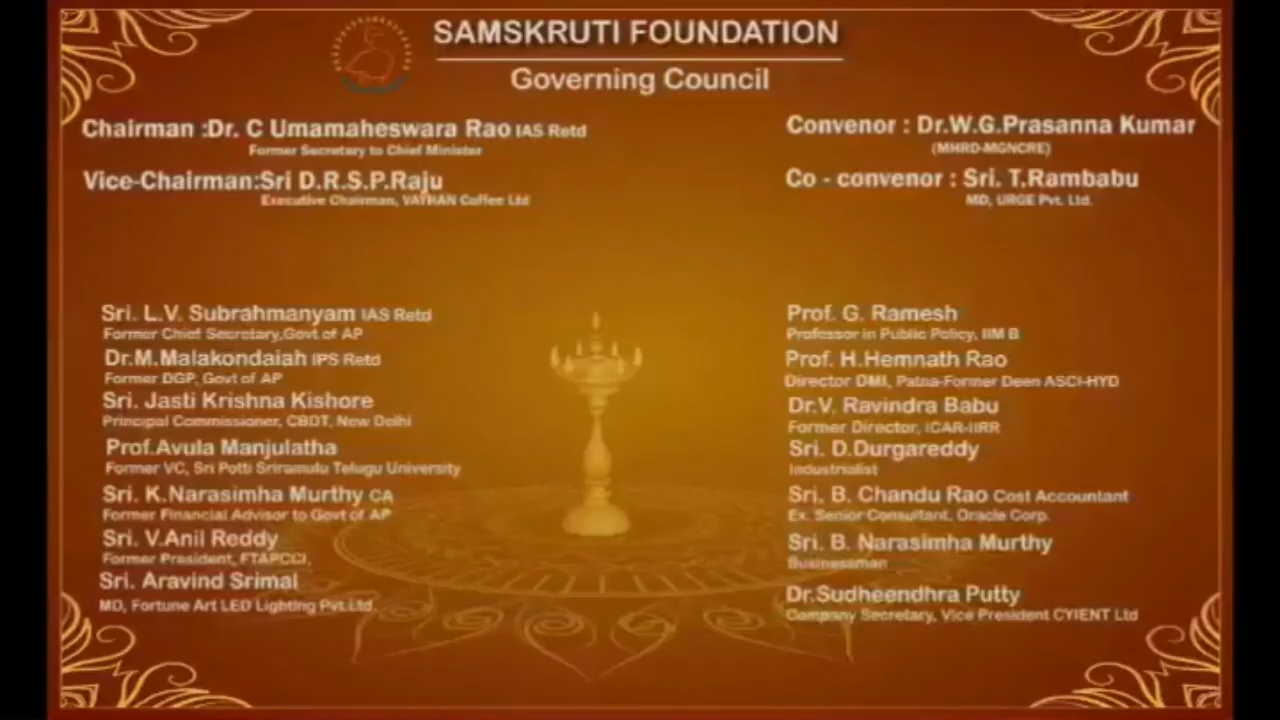 SAMSKRUTI FOUNDATION
Governing Council
Chairman :Dr. C Umamaheswara Rao IAS Retd
Former Secretary to Chief Minister
Vice-Chairman:Sri D.R.S.P.Raju
Executive Chairman, VATHAN Coffee Ltd
Convenor : Dr.W.G.Prasanna Kumar
(MHRD-MGNCRE)
Co - convenor : Sri. T.Rambabu
MD, URGE Pvt. Ltd.
Sri. L.V. Subrahmanyam IAS Retd
Former Chief Secretary,Govt of AP
Dr.M.Malakondaiah IPS Retd
Former DGP, Govt of AP
Sri. Jasti Krishna Kishore
Principal Commissioner, CBDT, New Delhi
Prof.Avula Manjulatha
Former VC, Sri Potti Sriramulu Telugu University
Sri. K.Narasimha Murthy CA
Former Financial Advisor to Govt of AP
Sri. V.Anil Reddy
Former President, FTAPCCI,
Sri. Aravind Srimal
MD, Fortune Art LED Lighting Pvt.Ltd.
Prof. G. Ramesh
Professor in Public Policy, IIM B
Prof. H.Hemnath Rao
Director DMI, Patna-Former Deen ASCI-HYD
Dr.V. Ravindra Babu
Former Director, ICAR-IIRR
Sri. D.Durgareddy
Industrialist
Sri. B. Chandu Rao Cost Accountant
Ex. Senior Consultant, Oracle Corp.
Sri. B. Narasimha Murthy
Businessman
Dr.Sudheendhra Putty
Company Secretary, Vice President CYIENT Ltd